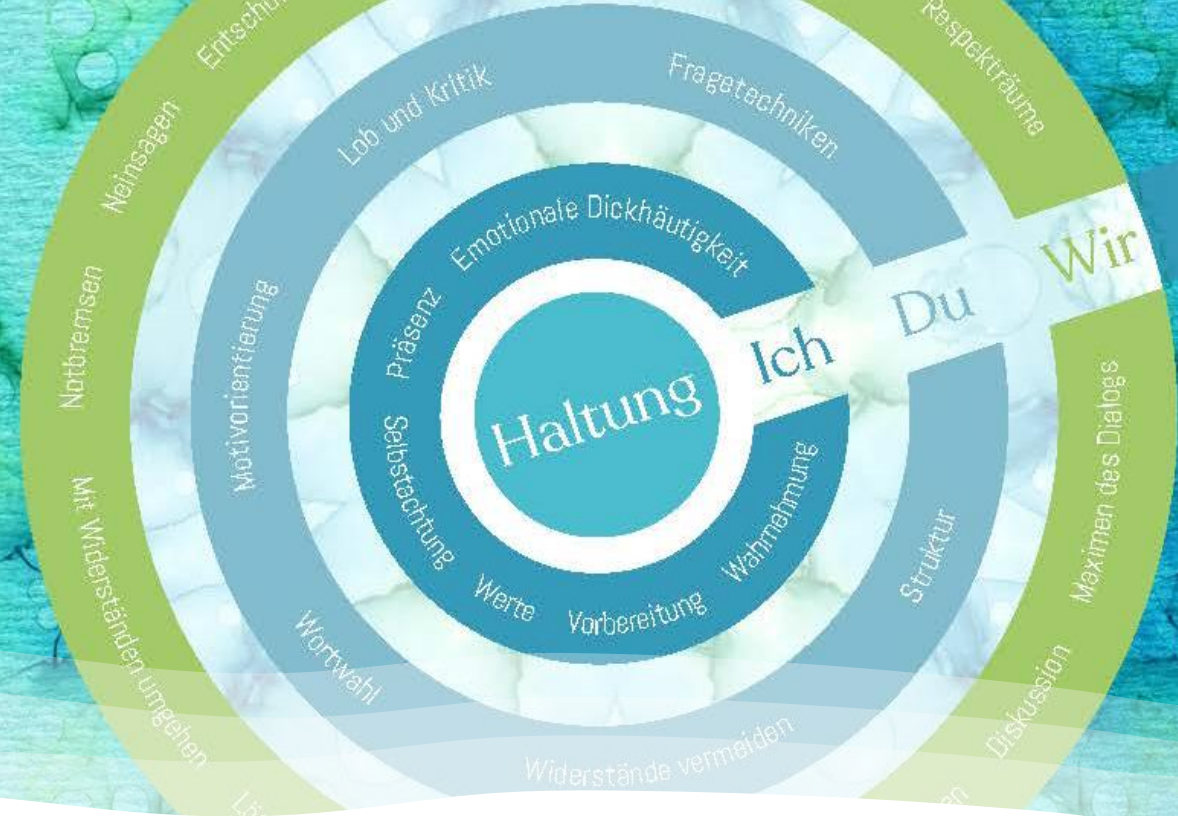 Haltung
Ich
Du
Wir
Emotionale Dickhäutigkeit
Präsenz
Selbstachtung
Werte
Vorbereitung
Wahrnehmung
Fragetechniken
Lob und Kritik
Motivorientierung
Wortwahl
Widerstände vermeiden
Struktur
Respekträume
Neinsagen
Notbremsen
Mit Widerständen umgehen
Diskussion
Maximen des Dialogs